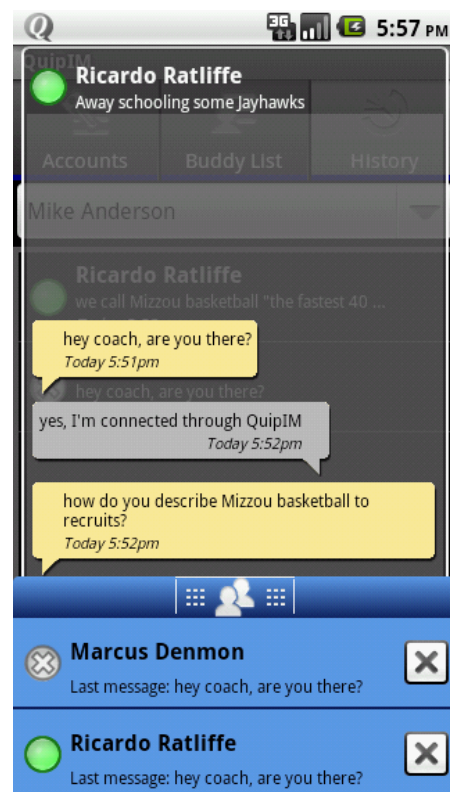 Q
3G
5:57 PM
QuipIM
Ricardo Ratliffe
Away schooling some Jayhawks
Accounts
Buddy List
History
Mike Anderson
Ricardo Ratliffe
we call Mizzou basketball "the fastest 40 ...
hey coach, are you there?
Today 5:51pm
hey coach, are you there?
yes, I'm connected through QuipIM
Today 5:52pm
how do you describe Mizzou basketball to
recruits?
Today 5:52pm
Marcus Denmon
Last message: hey coach, are you there?
Ricardo Ratliffe
Last message: hey coach, are you there?